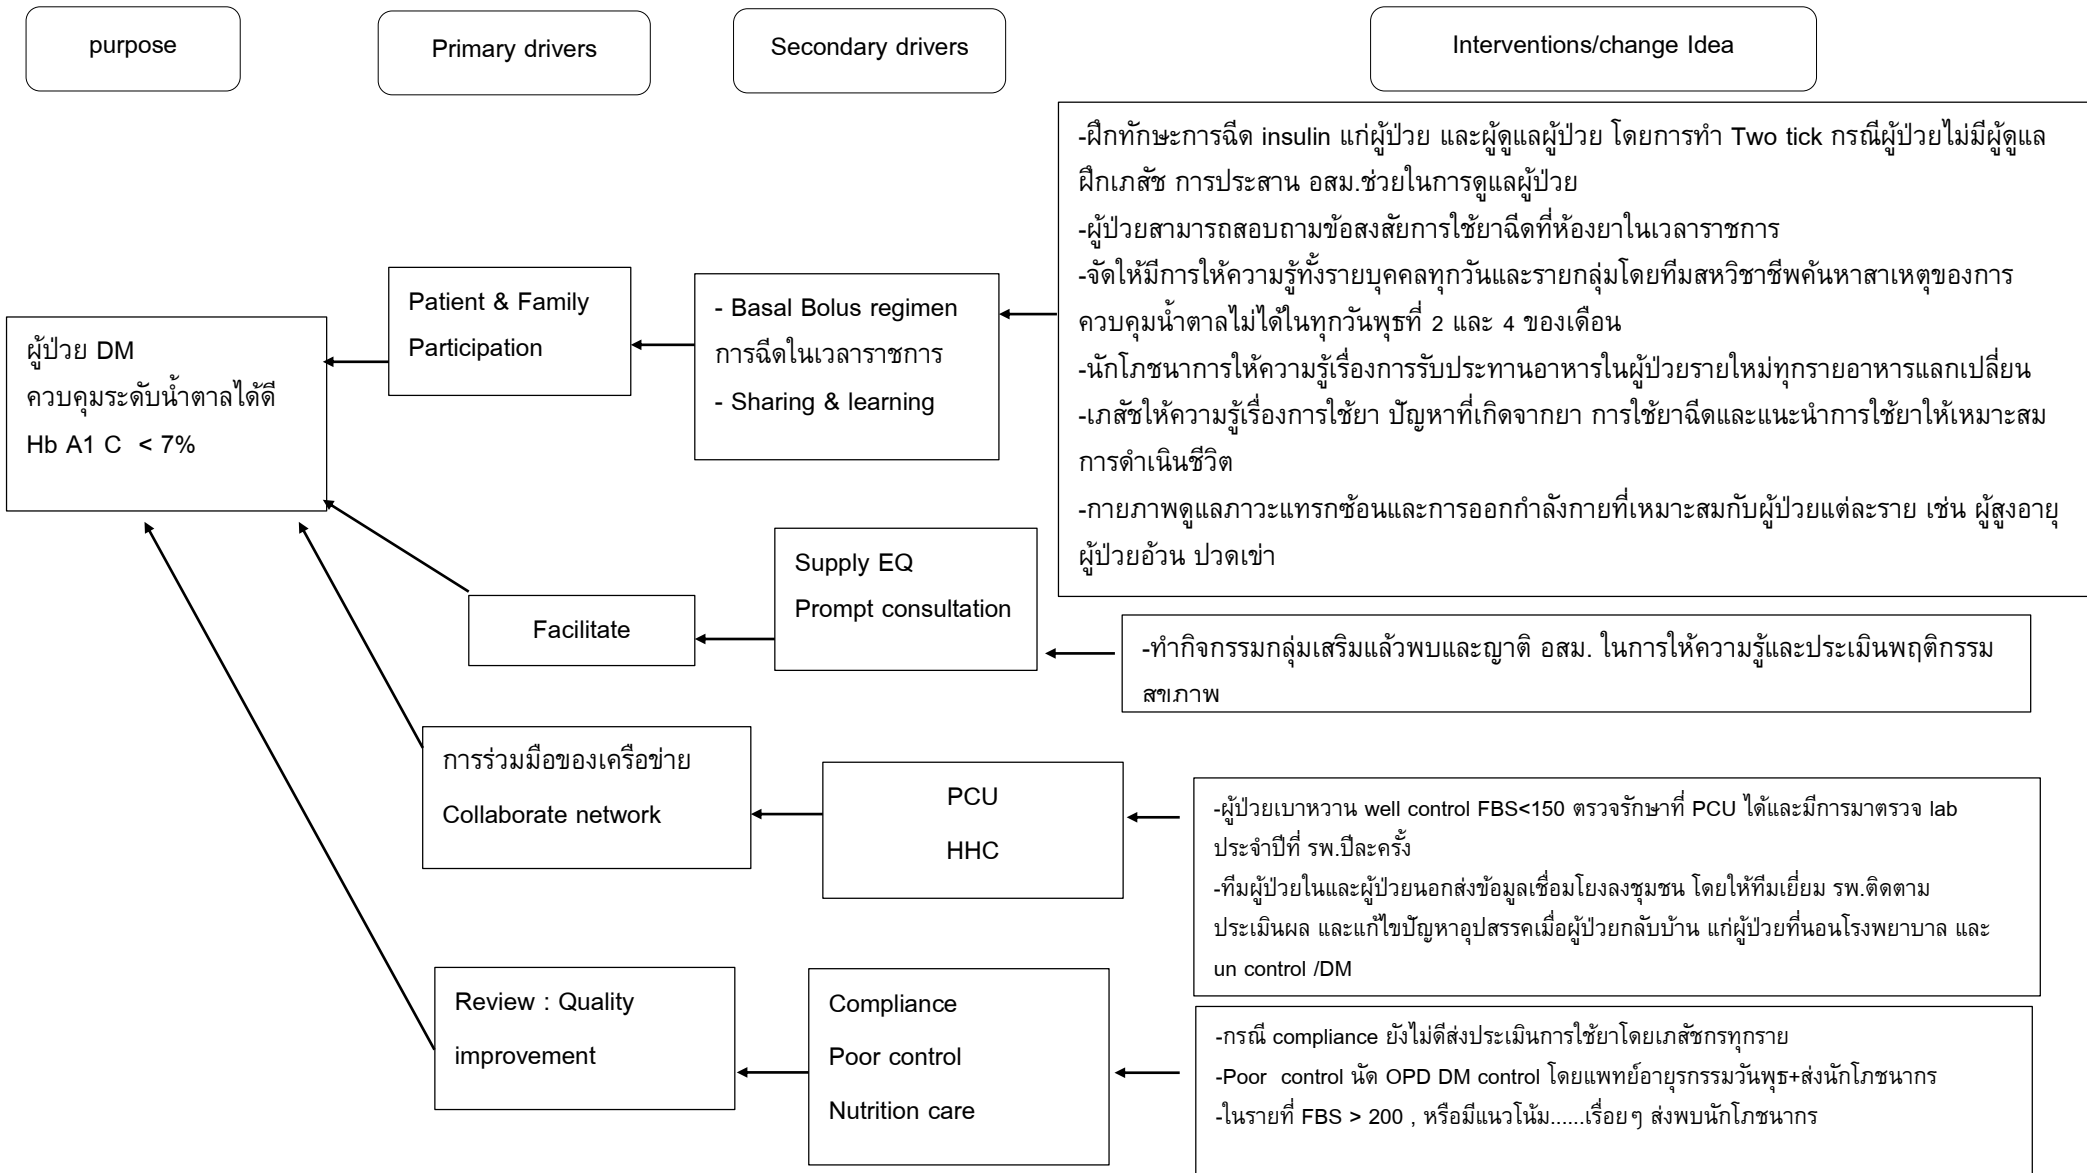 purpose
Primary drivers
Secondary drivers
Interventions/change Idea
ผู้ป่วย DM
ควบคุมระดับน้ำตาลได้ดี
Hb A1 C < 7%
Patient & Family
Participation
- Basal Bolus regimen
การฉีดในเวลาราชการ
- Sharing & learning
-ฝึกทักษะการฉีด insulin แก่ผู้ป่วย และผู้ดูแลผู้ป่วย โดยการทำ Two tick กรณีผู้ป่วยไม่มีผู้ดูแล
ฝึกเภสัช การประสาน อสม.ช่วยในการดูแลผู้ป่วย
-ผู้ป่วยสามารถสอบถามข้อสงสัยการใช้ยาฉีดที่ห้องยาในเวลาราชการ
-จัดให้มีการให้ความรู้ทั้งรายบุคคลทุกวันและรายกลุ่มโดยทีมสหวิชาชีพค้นหาสาเหตุของการ
ควบคุมน้ำตาลไม่ได้ในทุกวันพุธที่ 2 และ 4 ของเดือน
-นักโภชนาการให้ความรู้เรื่องการรับประทานอาหารในผู้ป่วยรายใหม่ทุกรายอาหารแลกเปลี่ยน
-เภสัชให้ความรู้เรื่องการใช้ยา ปัญหาที่เกิดจากยา การใช้ยาฉีดและแนะนำการใช้ยาให้เหมาะสม
การดำเนินชีวิต
-กายภาพดูแลภาวะแทรกซ้อนและการออกกำลังกายที่เหมาะสมกับผู้ป่วยแต่ละราย เช่น ผู้สูงอายุ
ผู้ป่วยอ้วน ปวดเข่า
Facilitate
Supply EQ
Prompt consultation
-ทำกิจกรรมกลุ่มเสริมแล้วพบและญาติ อสม. ในการให้ความรู้และประเมินพฤติกรรม
สุขภาพ
การร่วมมือของเครือข่าย
Collaborate network
PCU
HHC
-ผู้ป่วยเบาหวาน well control FBS<150 ตรวจรักษาที่ PCU ได้และมีการมาตรวจ lab
ประจำปีที่ รพ.ปีละครั้ง
-ทีมผู้ป่วยในและผู้ป่วยนอกส่งข้อมูลเชื่อมโยงลงชุมชน โดยให้ทีมเยี่ยม รพ.ติดตาม
ประเมินผล และแก้ไขปัญหาอุปสรรคเมื่อผู้ป่วยกลับบ้าน แก่ผู้ป่วยที่นอนโรงพยาบาล และ
un control /DM
Review : Quality
improvement
Compliance
Poor control
Nutrition care
-กรณี compliance ยังไม่ดีส่งประเมินการใช้ยาโดยเภสัชกรทุกราย
-Poor control นัด OPD DM control โดยแพทย์อายุรกรรมวันพุธ+ส่งนักโภชนากร
-ในรายที่ FBS > 200 , หรือมีแนวโน้ม......เรื่อยๆ ส่งพบนักโภชนากร